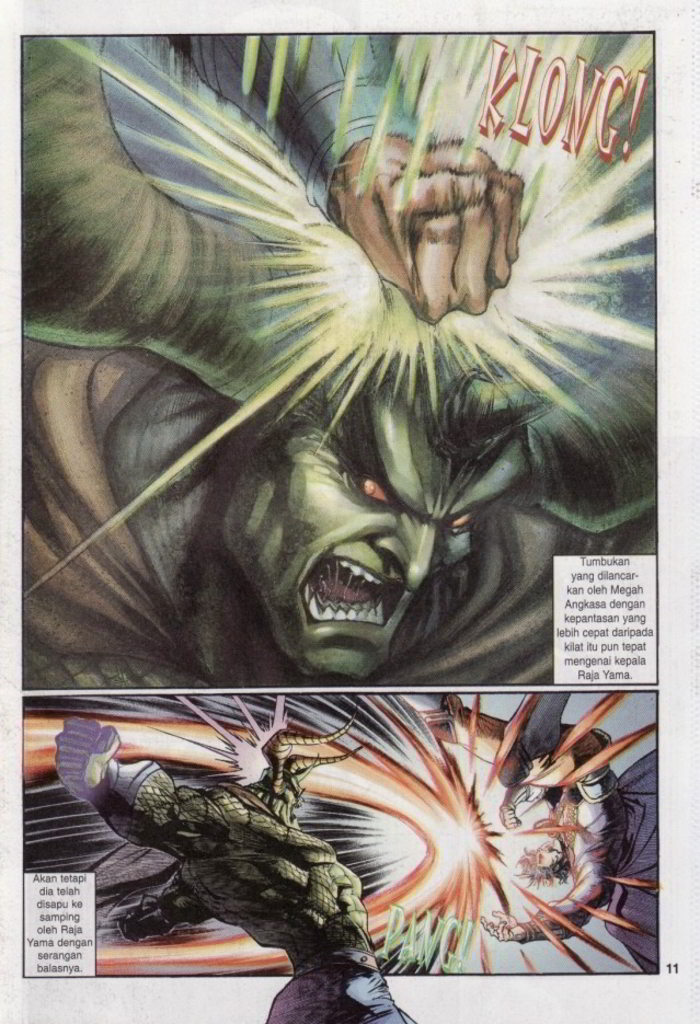 KLONG!
Tumbukan
yang dilancar-
kan oleh Megah
Angkasa dengan
kepantasan yang
lebih cepat daripada
kilat itu pun tepat
mengenai kepala
Raja Yama.
Akan tetapi
dia telah
disapu ke
samping
oleh Raja
Yama dengan
serangan
balasnya.
PANG!
11